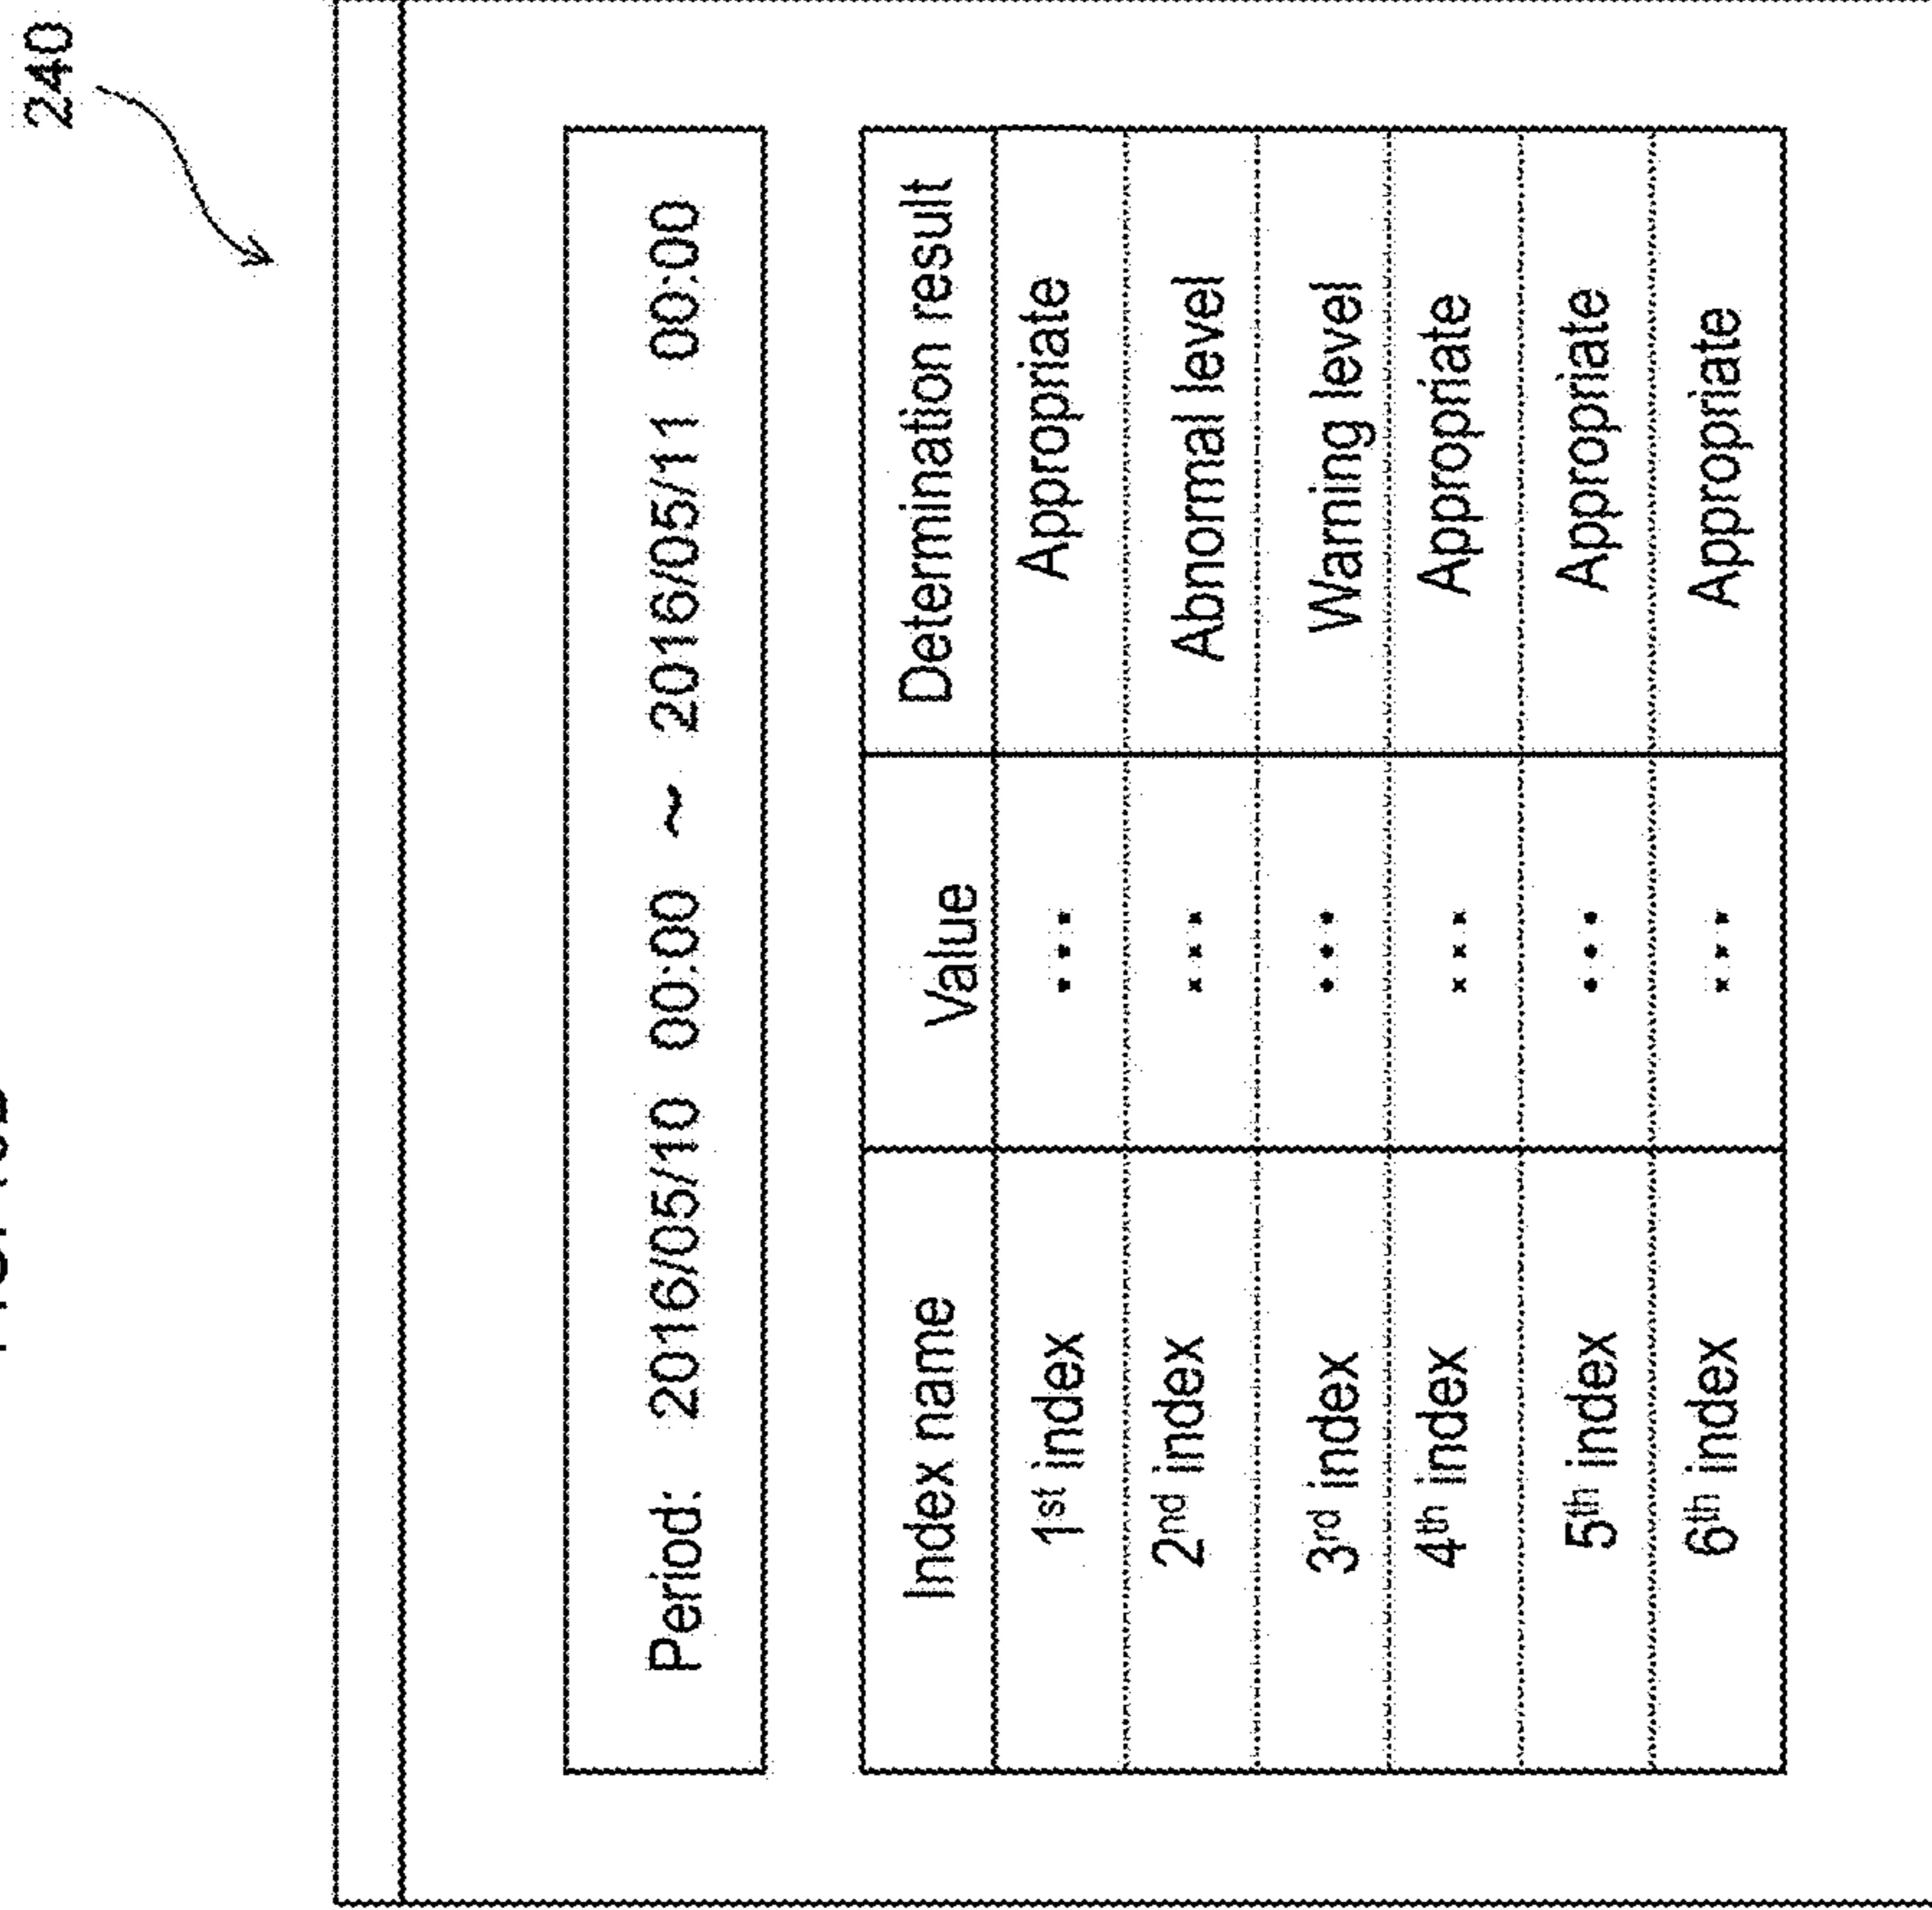 240
Period: 2016/05/10 00:00 ~ 2016/05/11 00:00
Index name Value Determination result
1st index ... Appropriate
2nd index ... Abnormal level
3rd index ... Warning level
4th index ... Appropriate
5th index ... Appropriate
6th index ... Appropriate